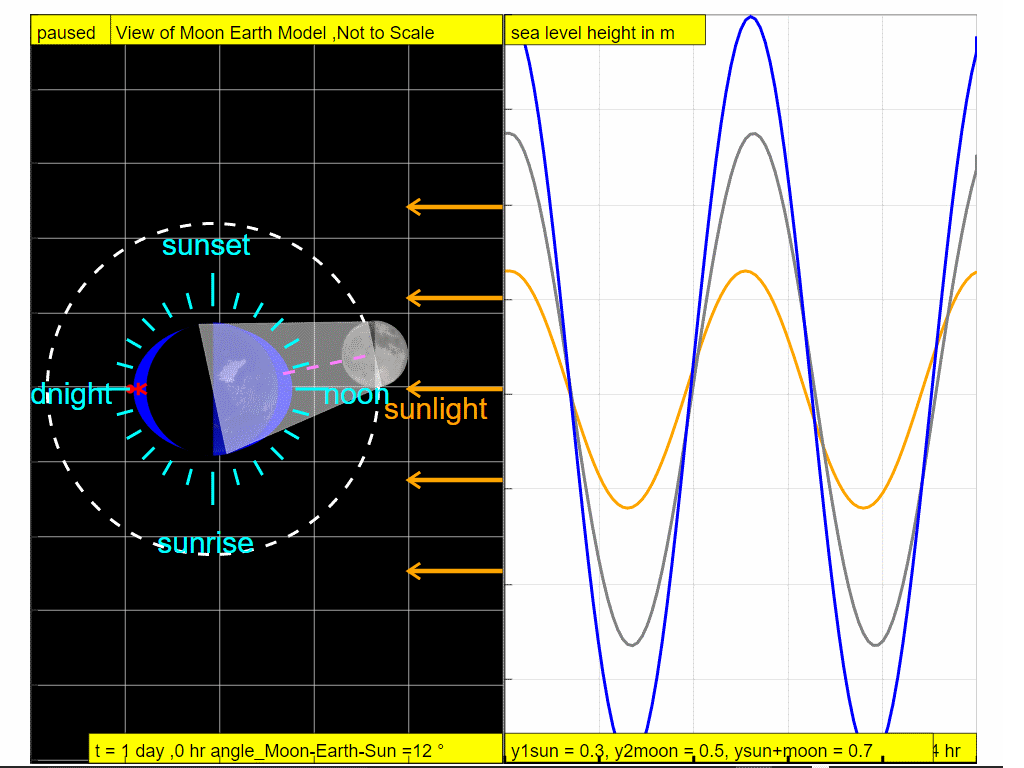 paused
View of Moon Earth Model ,Not to Scale
sea level height in m
sunset
dnight
noon
sunlight
sunrise
t = 1 day ,0 hr angle_Moon-Earth-Sun =12 °
y1sun = 0.3, y2moon = 0.5, ysun+moon = 0.7
hr